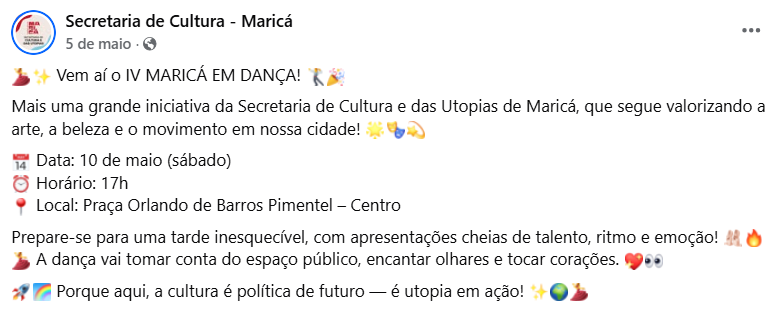 Secretaria de Cultura - Maricá
5 de maio ·
💃✨ Vem aí o IV MARICÁ EM DANÇA! 🕺🎉
Mais uma grande iniciativa da Secretaria de Cultura e das Utopias de Maricá, que segue valorizando a
arte, a beleza e o movimento em nossa cidade! 🌟🎭💫
📅 Data: 10 de maio (sábado)
⏰ Horário: 17h
📍 Local: Praça Orlando de Barros Pimentel – Centro
Prepare-se para uma tarde inesquecível, com apresentações cheias de talento, ritmo e emoção! 🩰🔥
💃 A dança vai tomar conta do espaço público, encantar olhares e tocar corações. 💖👀
🚀🌈 Porque aqui, a cultura é política de futuro — é utopia em ação! ✨🌍💃